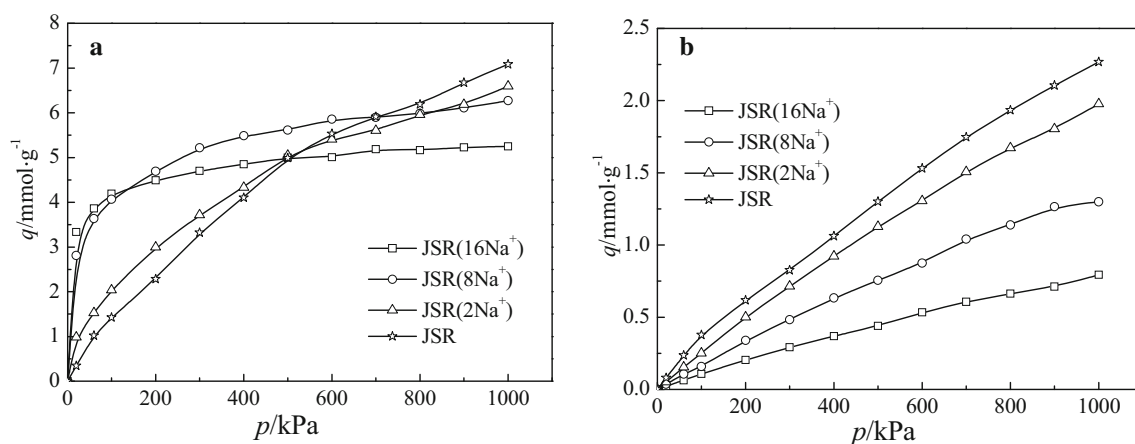 a
8
7
6
5
4
3
2
1
0
q/mmol·g⁻¹
JSR(16Na⁺)
JSR(8Na⁺)
JSR(2Na⁺)
JSR
0 200 400 600 800 1000
p/kPa
b
2.5
2.0
1.5
1.0
0.5
0.0
q/mmol·g⁻¹
JSR(16Na⁺)
JSR(8Na⁺)
JSR(2Na⁺)
JSR
0 200 400 600 800 1000
p/kPa